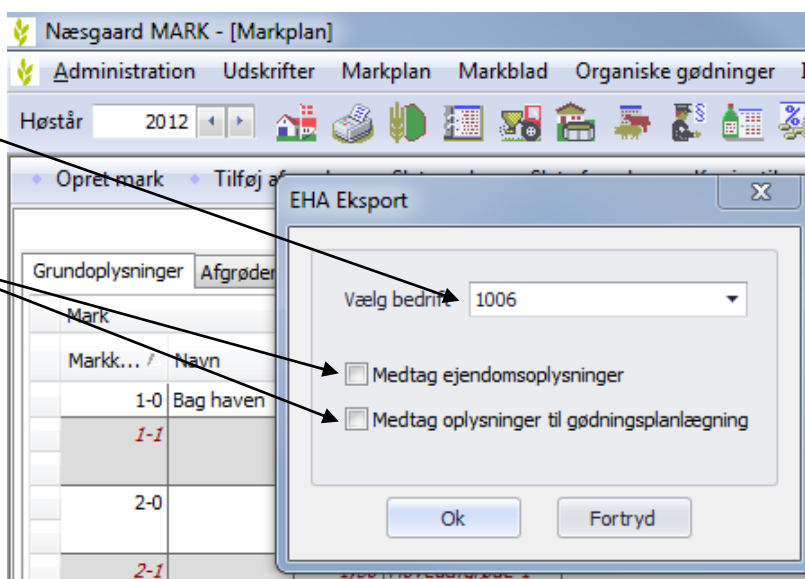 Næsgaard MARK - [Markplan]
Administration Udskrifter Markplan Markblad Organiske gødninger
Høstår 2012
Opret mark Tilføj
EHA Eksport
Grundoplysninger Afgrøder
Vælg bedrift 1006
Mark
Markk... / Navn
Medtag ejendomsoplysninger
1-0 Bag haven
Medtag oplysninger til gødningsplanlægning
1-1
2-0
Ok Fortryd
2-1